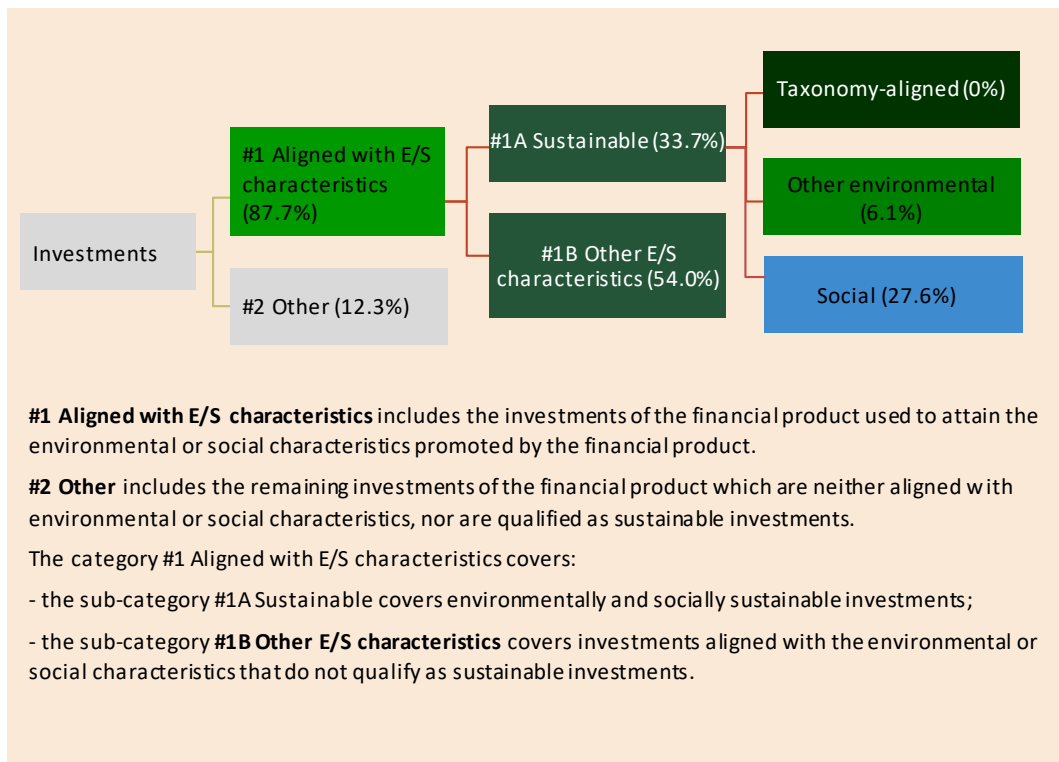 Investments
#1 Aligned with E/S
characteristics
(87.7%)
#2 Other (12.3%)
#1A Sustainable (33.7%)
#1B Other E/S
characteristics (54.0%)
Taxonomy-aligned (0%)
Other environmental
(6.1%)
Social (27.6%)
#1 Aligned with E/S characteristics includes the investments of the financial product used to attain the
environmental or social characteristics promoted by the financial product.
#2 Other includes the remaining investments of the financial product which are neither aligned with
environmental or social characteristics, nor are qualified as sustainable investments.
The category #1 Aligned with E/S characteristics covers:
- the sub-category #1A Sustainable covers environmentally and socially sustainable investments;
- the sub-category #1B Other E/S characteristics covers investments aligned with the environmental or
social characteristics that do not qualify as sustainable investments.